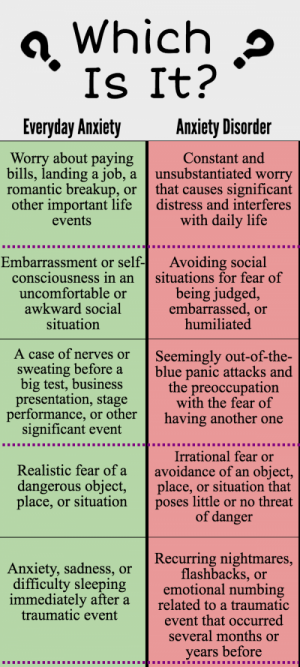 ? Which ?
Is It?
Everyday Anxiety
Anxiety Disorder
Worry about paying
bills, landing a job, a
romantic breakup, or
other important life
events
Constant and
unsubstantiated worry
that causes significant
distress and interferes
with daily life
Embarrassment or self-
consciousness in an
uncomfortable or
awkward social
situation
Avoiding social
situations for fear of
being judged,
embarrassed, or
humiliated
A case of nerves or
sweating before a
big test, business
presentation, stage
performance, or other
significant event
Seemingly out-of-the-
blue panic attacks and
the preoccupation
with the fear of
having another one
Realistic fear of a
dangerous object,
place, or situation
Irrational fear or
avoidance of an object,
place, or situation that
poses little or no threat
of danger
Anxiety, sadness, or
difficulty sleeping
immediately after a
traumatic event
Recurring nightmares,
flashbacks, or
emotional numbing
related to a traumatic
event that occurred
several months or
years before